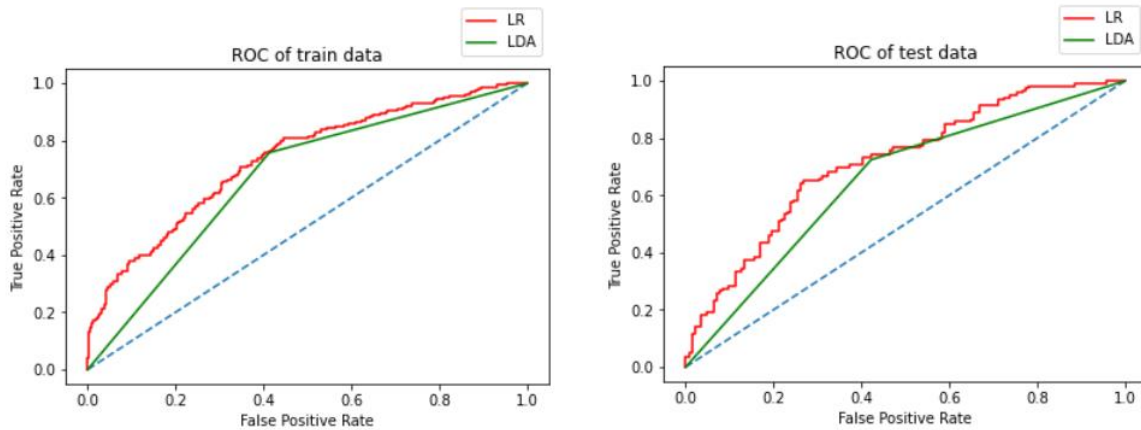 LR
LDA
ROC of train data
1.0
0.8
0.6
0.4
0.2
0.0
True Positive Rate
0.0 0.2 0.4 0.6 0.8 1.0
False Positive Rate
LR
LDA
ROC of test data
1.0
0.8
0.6
0.4
0.2
0.0
True Positive Rate
0.0 0.2 0.4 0.6 0.8 1.0
False Positive Rate